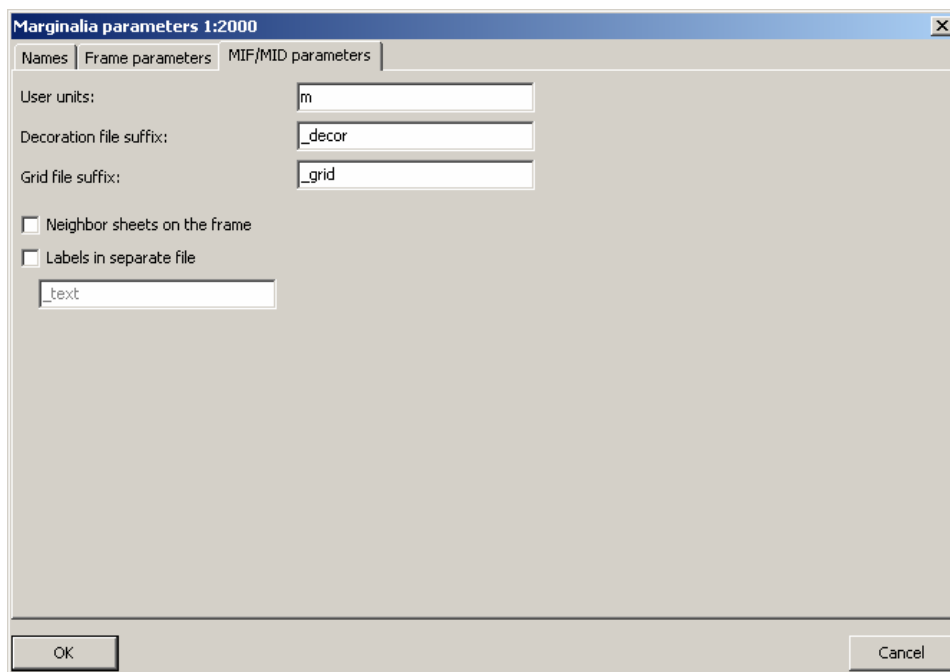 Marginalia parameters 1:2000
Names Frame parameters MIF/MID parameters
User units: m
Decoration file suffix: _decor
Grid file suffix: _grid
Neighbor sheets on the frame
Labels in separate file
_text
OK Cancel